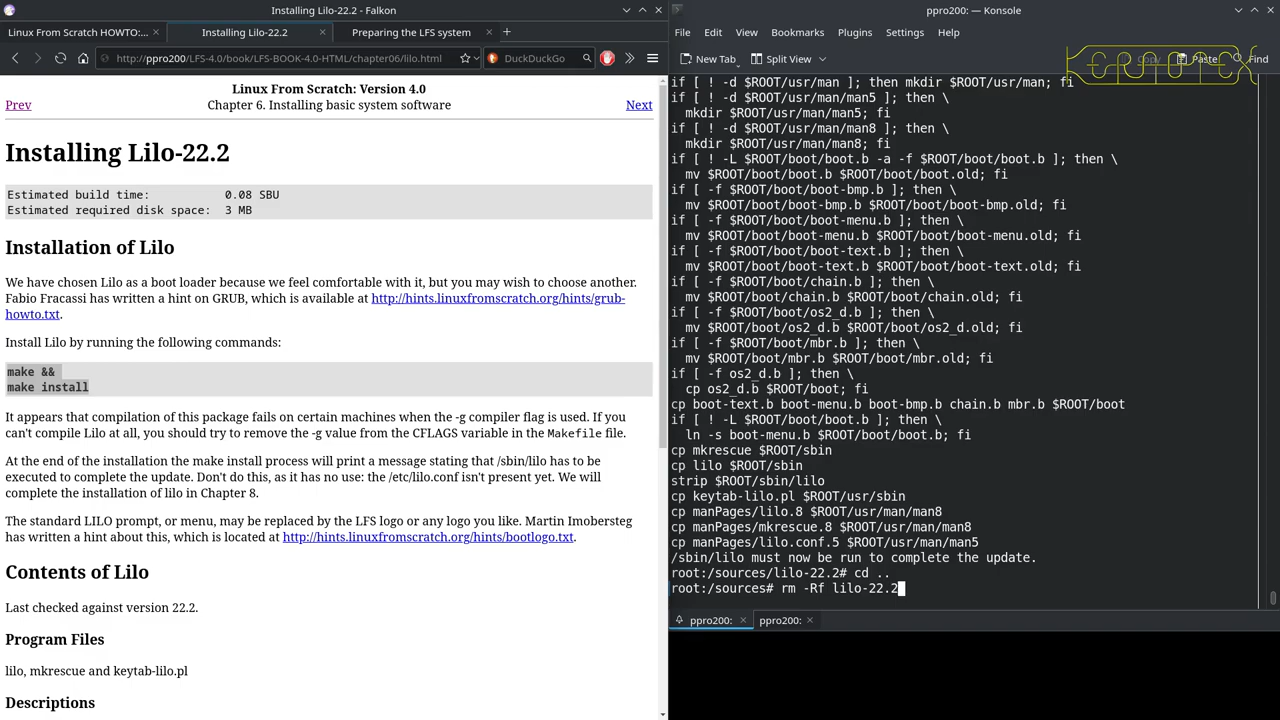 Installing Lilo-22.2 - Falkon
Linux From Scratch HOWTO:...
Installing Lilo-22.2
Preparing the LFS system
http://ppro200/LFS-4.0/book/LFS-BOOK-4.0-HTML/chapter06/lilo.html
DuckDuckGo
Linux From Scratch: Version 4.0
Prev
Chapter 6. Installing basic system software
Next
Installing Lilo-22.2
Estimated build time: 0.08 SBU
Estimated required disk space: 3 MB
Installation of Lilo
We have chosen Lilo as a boot loader because we feel comfortable with it, but you may wish to choose another.
Fabio Fracassi has written a hint on GRUB, which is available at http://hints.linuxfromscratch.org/hints/grub-
howto.txt.
Install Lilo by running the following commands:
make &&
make install
It appears that compilation of this package fails on certain machines when the -g compiler flag is used. If you
can't compile Lilo at all, you should try to remove the -g value from the CFLAGS variable in the Makefile file.
At the end of the installation the make install process will print a message stating that /sbin/lilo has to be
executed to complete the update. Don't do this, as it has no use: the /etc/lilo.conf isn't present yet. We will
complete the installation of lilo in Chapter 8.
The standard LILO prompt, or menu, may be replaced by the LFS logo or any logo you like. Martin Imobersteg
has written a hint about this, which is located at http://hints.linuxfromscratch.org/hints/bootlogo.txt.
Contents of Lilo
Last checked against version 22.2.
Program Files
lilo, mkrescue and keytab-lilo.pl
Descriptions
ppro200: — Konsole
File Edit View Bookmarks Plugins Settings Help
New Tab Split View Copy Paste Find
if [ ! -d $ROOT/usr/man ]; then mkdir $ROOT/usr/man; fi
if [ ! -d $ROOT/usr/man/man5 ]; then \
mkdir $ROOT/usr/man/man5; fi
if [ ! -d $ROOT/usr/man/man8 ]; then \
mkdir $ROOT/usr/man/man8; fi
if [ ! -L $ROOT/boot/boot.b -a -f $ROOT/boot/boot.b ]; then \
mv $ROOT/boot/boot.b $ROOT/boot/boot.old; fi
if [ -f $ROOT/boot/boot-bmp.b ]; then \
mv $ROOT/boot/boot-bmp.b $ROOT/boot/boot-bmp.old; fi
if [ -f $ROOT/boot/boot-menu.b ]; then \
mv $ROOT/boot/boot-menu.b $ROOT/boot/boot-menu.old; fi
if [ -f $ROOT/boot/boot-text.b ]; then \
mv $ROOT/boot/boot-text.b $ROOT/boot/boot-text.old; fi
if [ -f $ROOT/boot/chain.b ]; then \
mv $ROOT/boot/chain.b $ROOT/boot/chain.old; fi
if [ -f $ROOT/boot/os2_d.b ]; then \
mv $ROOT/boot/os2_d.b $ROOT/boot/os2_d.old; fi
if [ -f $ROOT/boot/mbr.b ]; then \
mv $ROOT/boot/mbr.b $ROOT/boot/mbr.old; fi
if [ -f os2_d.b ]; then \
cp os2_d.b $ROOT/boot; fi
cp boot-text.b boot-menu.b boot-bmp.b chain.b mbr.b $ROOT/boot
if [ ! -L $ROOT/boot/boot.b ]; then \
ln -s boot-menu.b $ROOT/boot/boot.b; fi
cp mkrescue $ROOT/sbin
cp lilo $ROOT/sbin
strip $ROOT/sbin/lilo
cp keytab-lilo.pl $ROOT/usr/sbin
cp manPages/lilo.8 $ROOT/usr/man/man8
cp manPages/mkrescue.8 $ROOT/usr/man/man8
cp manPages/lilo.conf.5 $ROOT/usr/man/man5
/sbin/lilo must now be run to complete the update.
root:/sources/lilo-22.2# cd ..
root:/sources# rm -Rf lilo-22.2
ppro200:
ppro200: